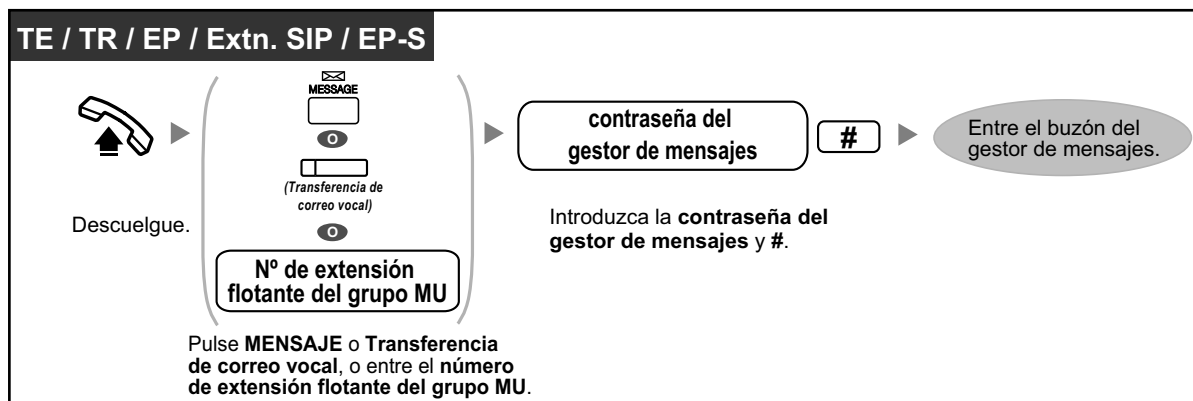 TE / TR / EP / Extn. SIP / EP-S
MESSAGE
O
(Transferencia de
correo vocal)
O
Nº de extensión
flotante del grupo MU
contraseña del
gestor de mensajes
#
Entre el buzón del
gestor de mensajes.
Descuelgue.
Introduzca la contraseña del
gestor de mensajes y #.
Pulse MENSAJE o Transferencia
de correo vocal, o entre el número
de extensión flotante del grupo MU.